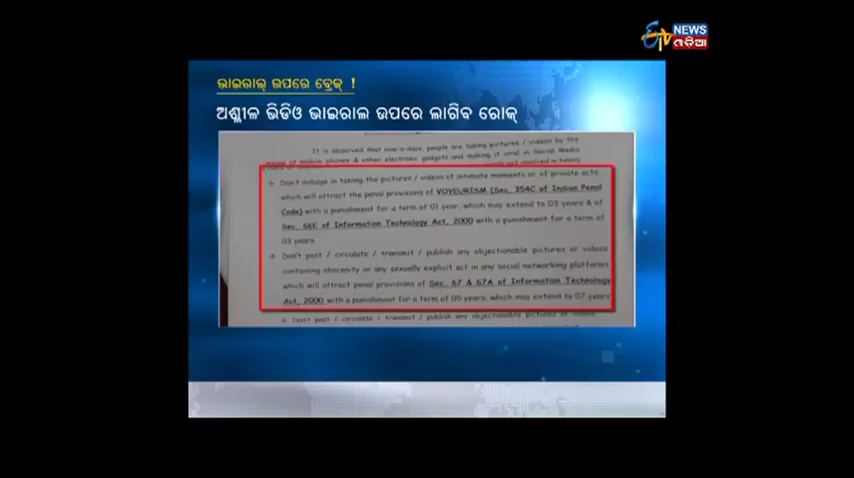 ETV NEWS
ଓଡ଼ିଆ
ଭାଇରାଲ୍ ଉପରେ ବ୍ରେକ୍ !
ଅଶ୍ଳୀଳ ଭିଡିଓ ଭାଇରାଲ ଉପରେ ଲାଗିବ ରୋକ୍
It is observed that now-a-days, people are taking pictures / videos by the
means of mobile phones & other electronic gadgets and making it viral in Social Media
involved in taking
Don't indulge in taking the pictures / videos of intimate moments or of private acts
which will attract the penal provisions of VOYEURISM [Sec. 354C of Indian Penal
Code] with a punishment for a term of 01 year; which may extend to 03 years & of
Sec. 66E of Information Technology Act, 2000 with a punishment for a term of
03 years
Don't post / circulate / transmit / publish any objectionable pictures or videos
containing obscenity or any sexually explicit act in any social networking platforms
which will attract penal provisions of Sec. 67 & 67A of Information Technology
Act, 2000 with a punishment for a term of 05 years; which may extend to 07 years
Don't post / circulate / transmit / publish any objectionable pictures or videos